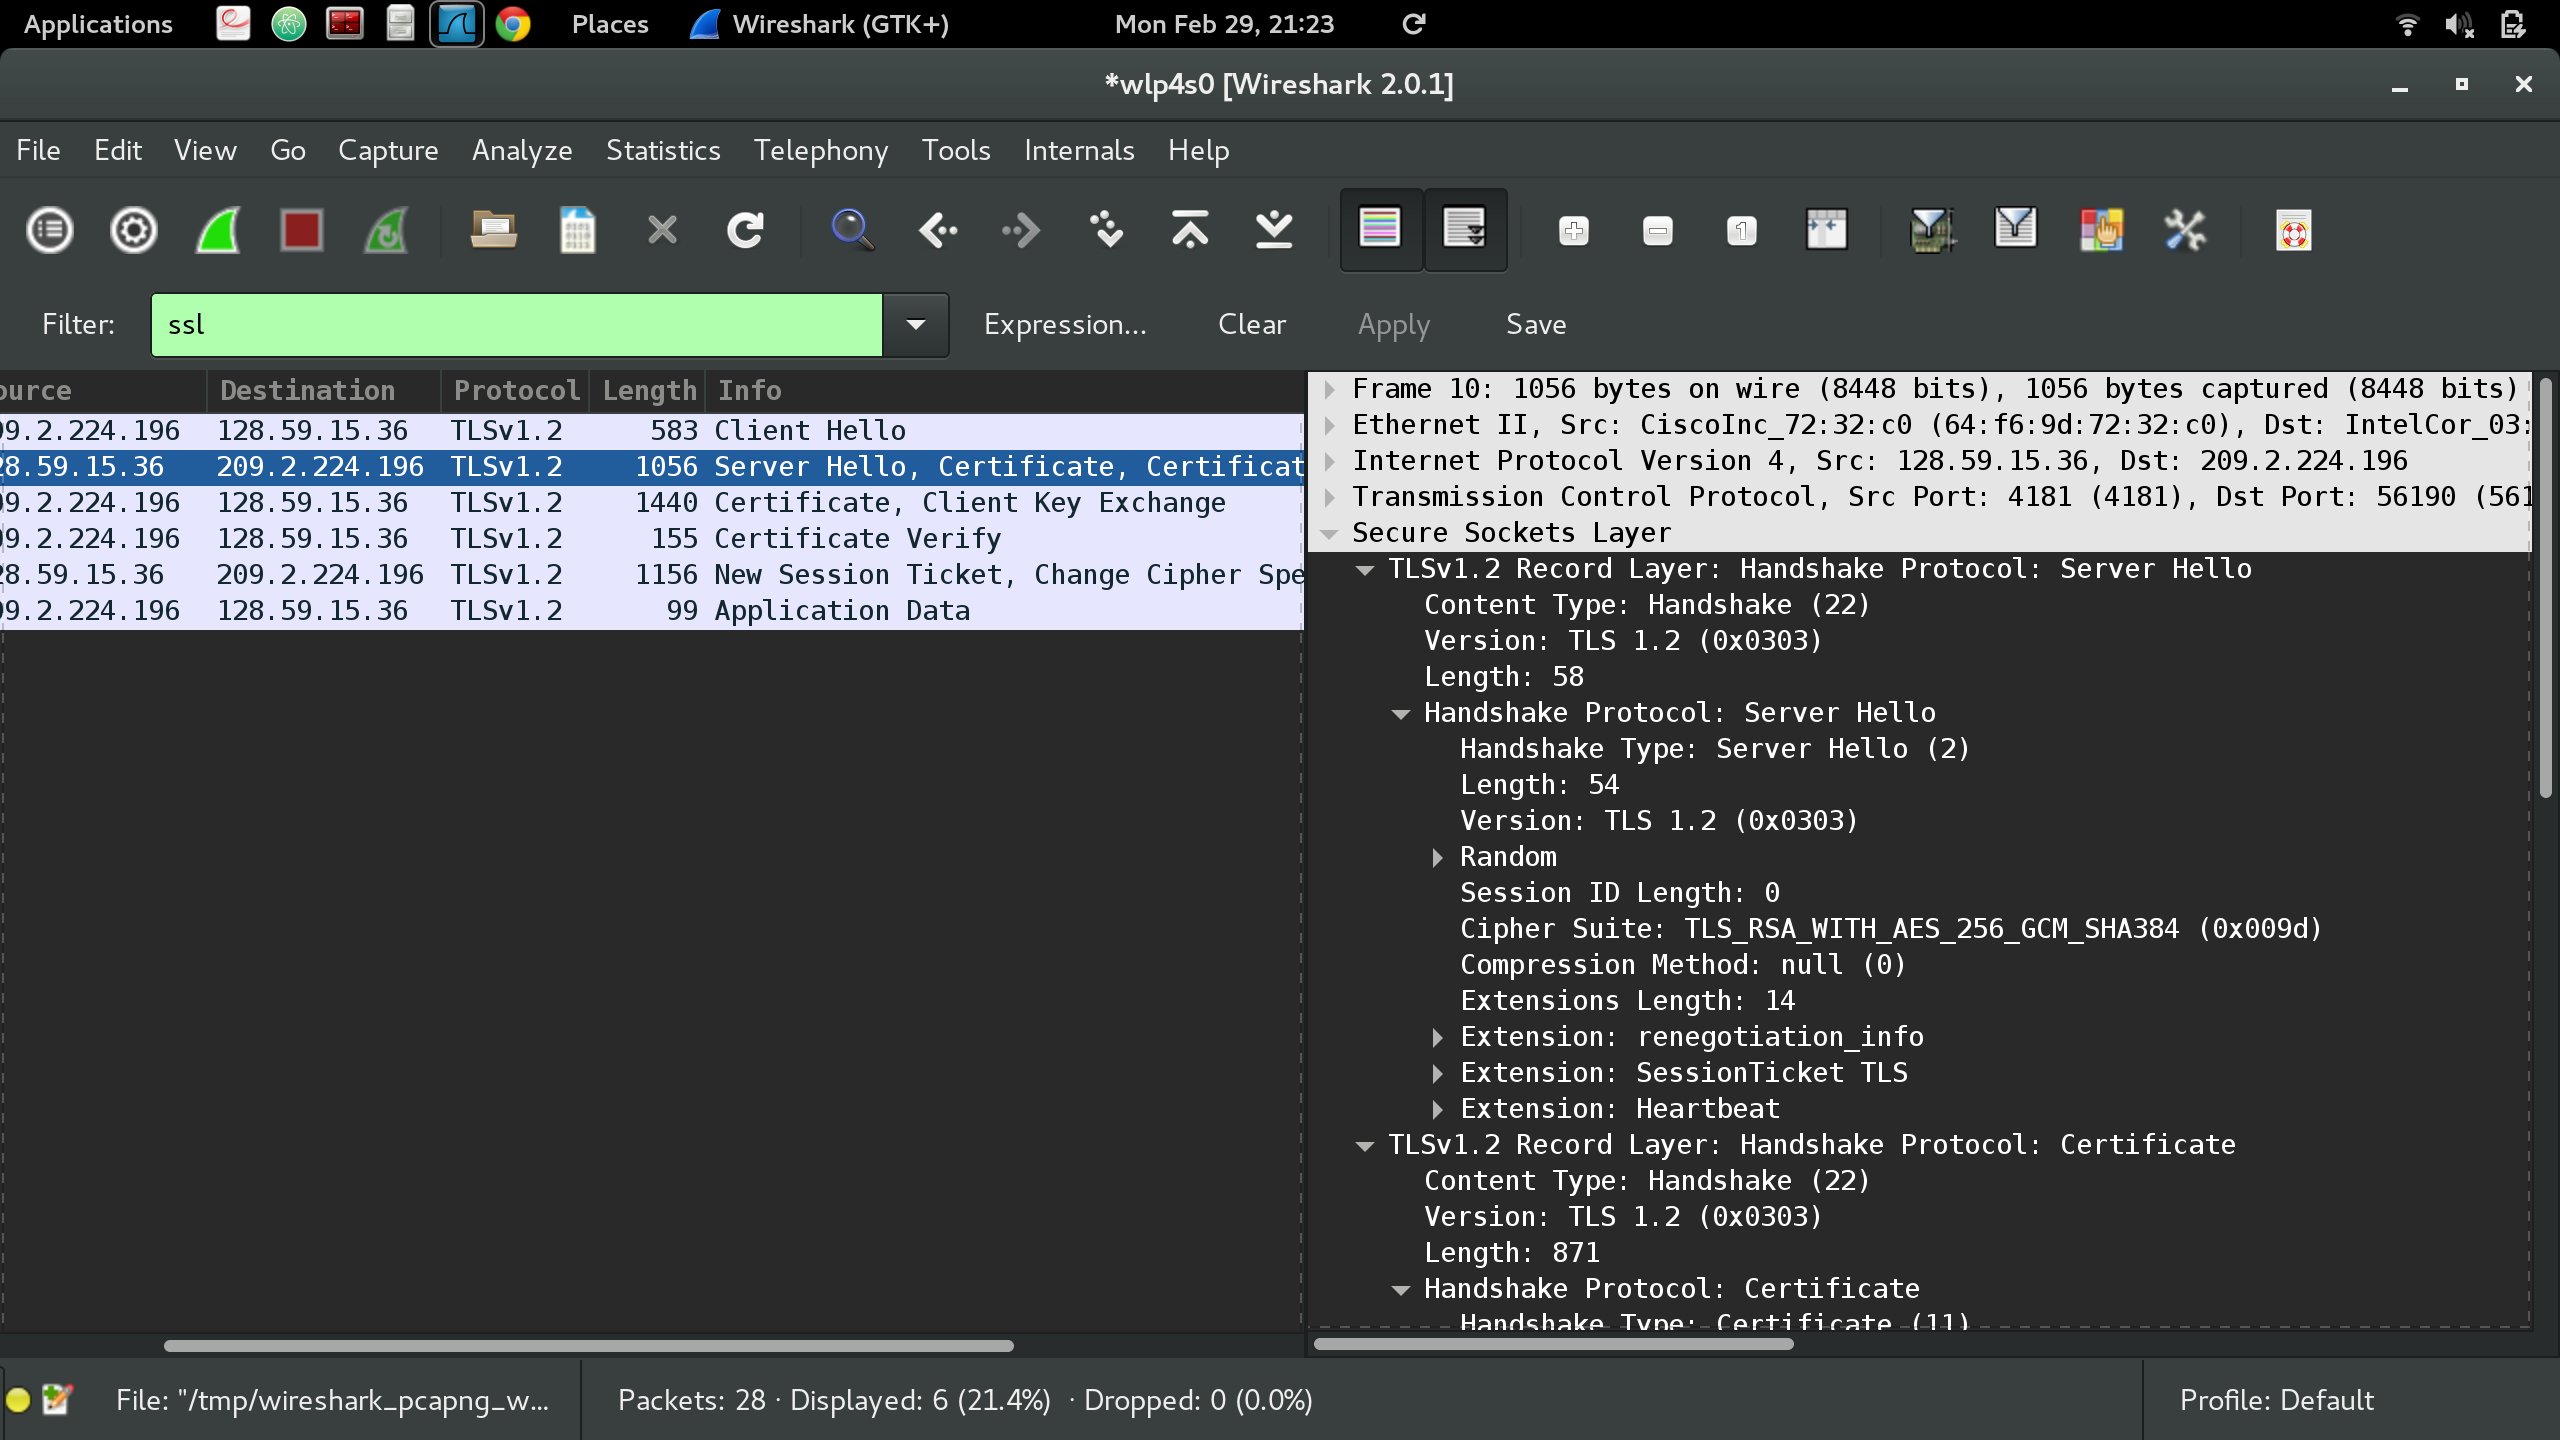 Applications Places Wireshark (GTK+) Mon Feb 29, 21:23
*wlp4s0 [Wireshark 2.0.1]
File Edit View Go Capture Analyze Statistics Telephony Tools Internals Help
Filter: ssl Expression... Clear Apply Save
ource Destination Protocol Length Info
09.2.224.196 128.59.15.36 TLSv1.2 583 Client Hello
28.59.15.36 209.2.224.196 TLSv1.2 1056 Server Hello, Certificate, Certificat
09.2.224.196 128.59.15.36 TLSv1.2 1440 Certificate, Client Key Exchange
09.2.224.196 128.59.15.36 TLSv1.2 155 Certificate Verify
28.59.15.36 209.2.224.196 TLSv1.2 1156 New Session Ticket, Change Cipher Spe
09.2.224.196 128.59.15.36 TLSv1.2 99 Application Data
Frame 10: 1056 bytes on wire (8448 bits), 1056 bytes captured (8448 bits)
Ethernet II, Src: CiscoInc_72:32:c0 (64:f6:9d:72:32:c0), Dst: IntelCor_03:
Internet Protocol Version 4, Src: 128.59.15.36, Dst: 209.2.224.196
Transmission Control Protocol, Src Port: 4181 (4181), Dst Port: 56190 (561
Secure Sockets Layer
TLSv1.2 Record Layer: Handshake Protocol: Server Hello
Content Type: Handshake (22)
Version: TLS 1.2 (0x0303)
Length: 58
Handshake Protocol: Server Hello
Handshake Type: Server Hello (2)
Length: 54
Version: TLS 1.2 (0x0303)
Random
Session ID Length: 0
Cipher Suite: TLS_RSA_WITH_AES_256_GCM_SHA384 (0x009d)
Compression Method: null (0)
Extensions Length: 14
Extension: renegotiation_info
Extension: SessionTicket TLS
Extension: Heartbeat
TLSv1.2 Record Layer: Handshake Protocol: Certificate
Content Type: Handshake (22)
Version: TLS 1.2 (0x0303)
Length: 871
Handshake Protocol: Certificate
Handshake Type: Certificate (11)
File: "/tmp/wireshark_pcapng_w... Packets: 28 · Displayed: 6 (21.4%) · Dropped: 0 (0.0%) Profile: Default